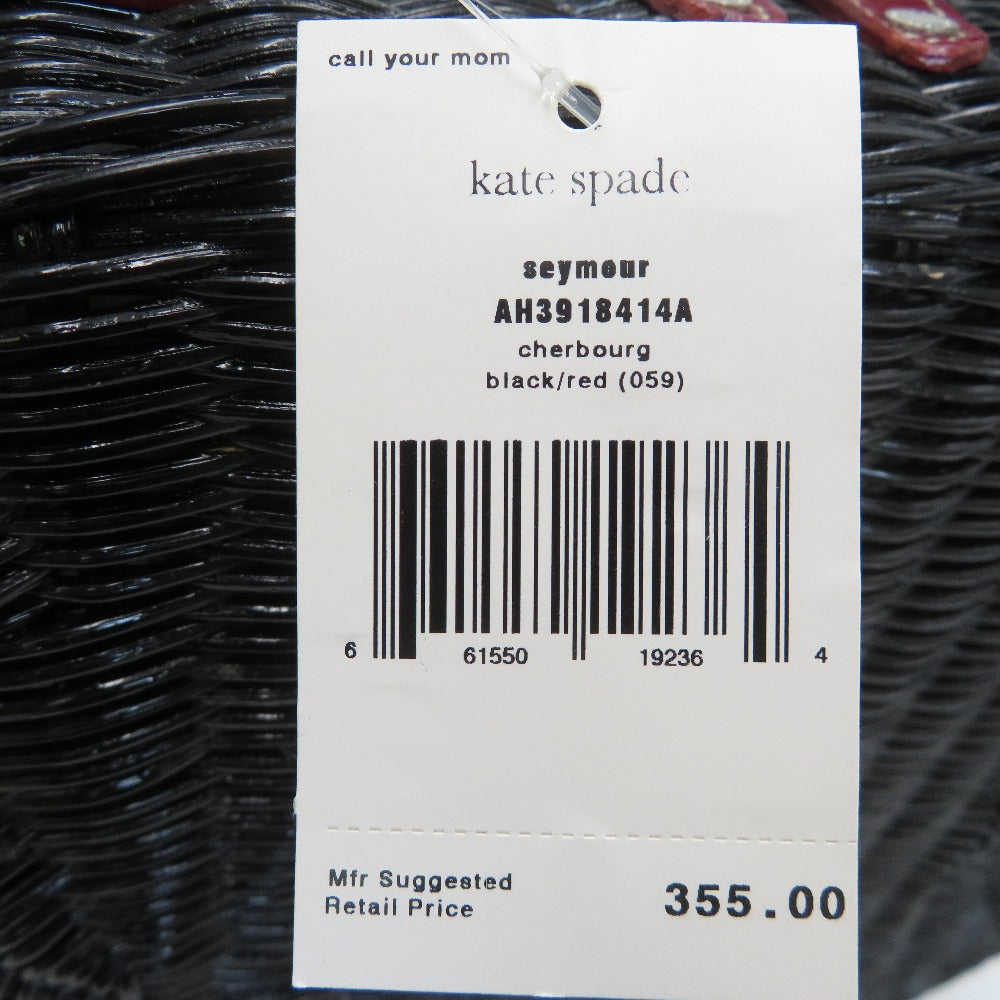 call your mom
kate spade
seymour
AH3918414A
cherbourg
black/red (059)
6 61550 19236 4
Mfr Suggested
Retail Price 355.00